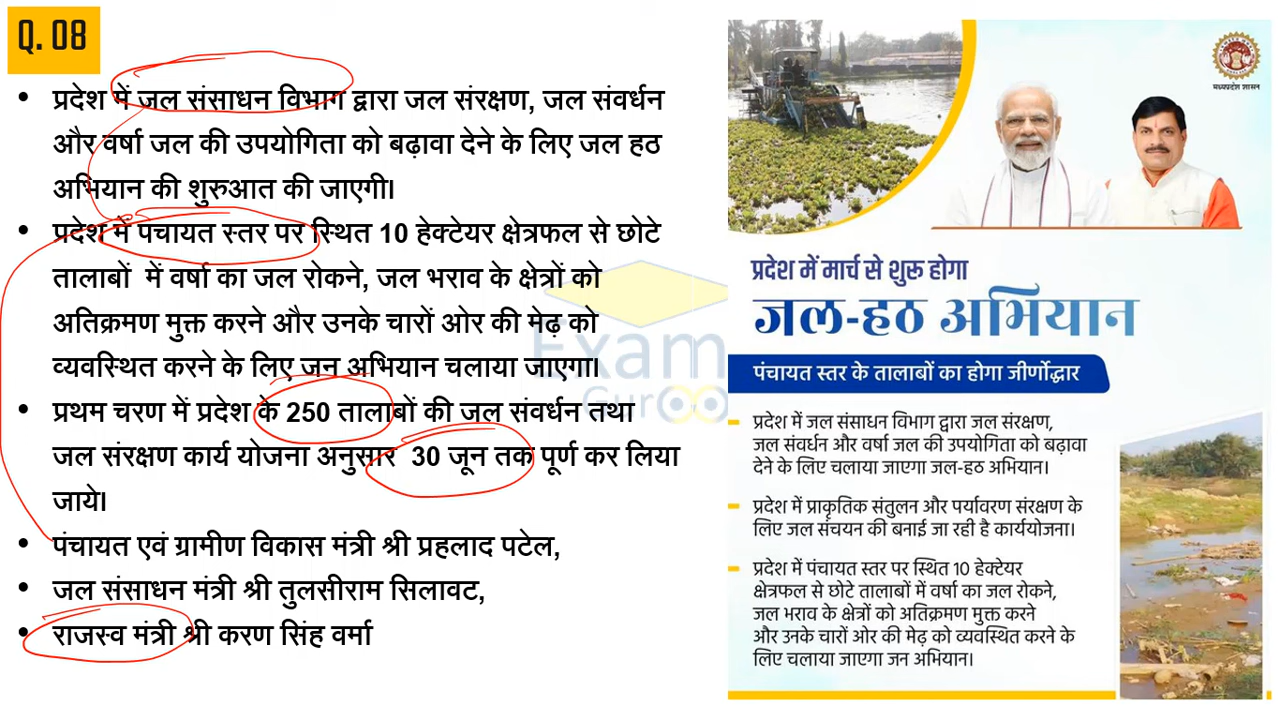 Q. 08
• प्रदेश में जल संसाधन विभाग द्वारा जल संरक्षण, जल संवर्धन
और वर्षा जल की उपयोगिता को बढ़ावा देने के लिए जल हठ
अभियान की शुरुआत की जाएगी।
• प्रदेश में पंचायत स्तर पर स्थित 10 हेक्टेयर क्षेत्रफल से छोटे
तालाबों में वर्षा का जल रोकने, जल भराव के क्षेत्रों को
अतिक्रमण मुक्त करने और उनके चारों ओर की मेढ़ को
व्यवस्थित करने के लिए जन अभियान चलाया जाएगा।
• प्रथम चरण में प्रदेश के 250 तालाबों की जल संवर्धन तथा
जल संरक्षण कार्य योजना अनुसार 30 जून तक पूर्ण कर लिया
जाये।
• पंचायत एवं ग्रामीण विकास मंत्री श्री प्रहलाद पटेल,
• जल संसाधन मंत्री श्री तुलसीराम सिलावट,
• राजस्व मंत्री श्री करण सिंह वर्मा
Exam
Guroo
मध्यप्रदेश शासन
प्रदेश में मार्च से शुरू होगा
जल-हठ अभियान
पंचायत स्तर के तालाबों का होगा जीर्णोद्धार
प्रदेश में जल संसाधन विभाग द्वारा जल संरक्षण,
जल संवर्धन और वर्षा जल की उपयोगिता को बढ़ावा
देने के लिए चलाया जाएगा जल-हठ अभियान।
प्रदेश में प्राकृतिक संतुलन और पर्यावरण संरक्षण के
लिए जल संचयन की बनाई जा रही है कार्ययोजना।
प्रदेश में पंचायत स्तर पर स्थित 10 हेक्टेयर
क्षेत्रफल से छोटे तालाबों में वर्षा का जल रोकने,
जल भराव के क्षेत्रों को अतिक्रमण मुक्त करने
और उनके चारों ओर की मेढ़ को व्यवस्थित करने के
लिए चलाया जाएगा जन अभियान।